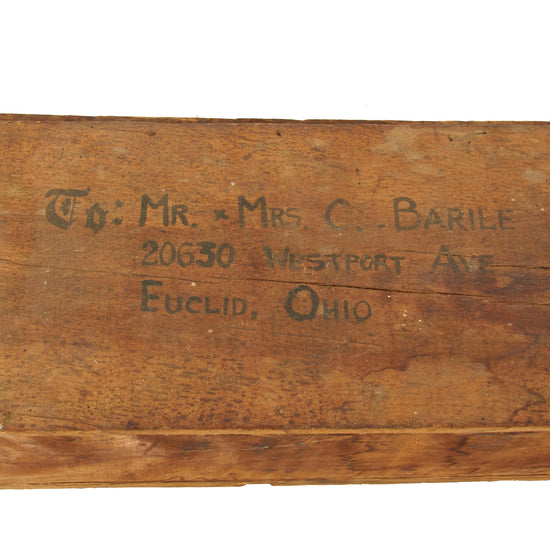 To: Mr. & Mrs. C. Barile
20630 Westport Ave
Euclid, Ohio